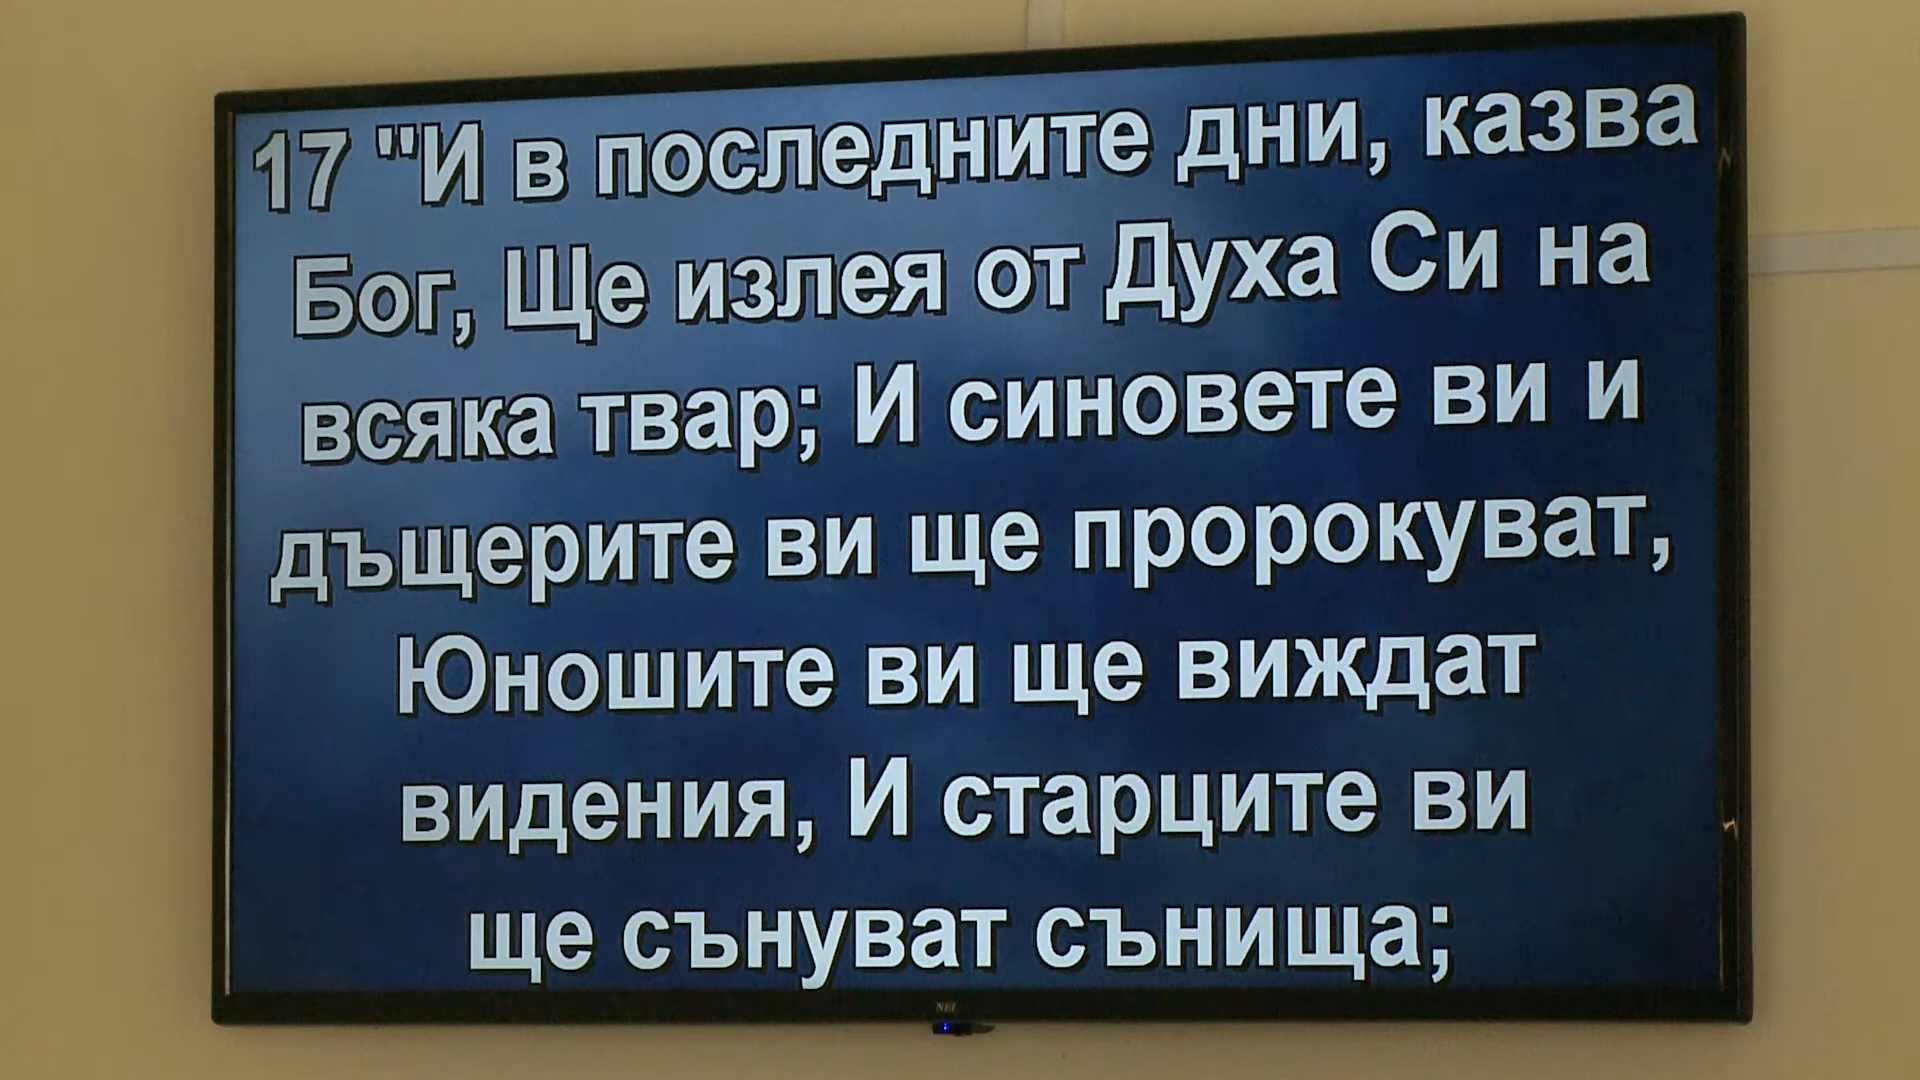 17 "И в последните дни, казва
Бог, Ще излея от Духа Си на
всяка твар; И синовете ви и
дъщерите ви ще пророкуват,
Юношите ви ще виждат
видения, И старците ви
ще сънуват сънища;